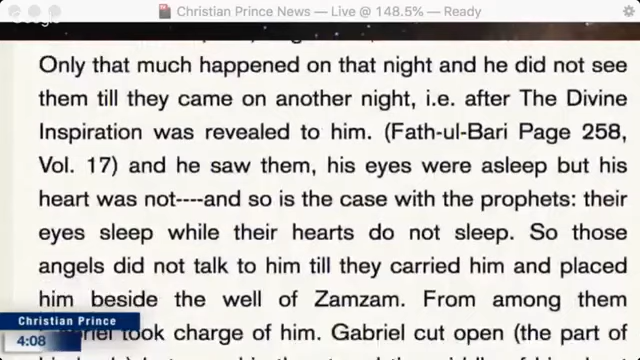 Christian Prince News — Live @ 148.5% — Ready
Only that much happened on that night and he did not see
them till they came on another night, i.e. after The Divine
Inspiration was revealed to him. (Fath-ul-Bari Page 258,
Vol. 17) and he saw them, his eyes were asleep but his
heart was not----and so is the case with the prophets: their
eyes sleep while their hearts do not sleep. So those
angels did not talk to him till they carried him and placed
him beside the well of Zamzam. From among them
Christian Prince
4:08
took charge of him. Gabriel cut open (the part of